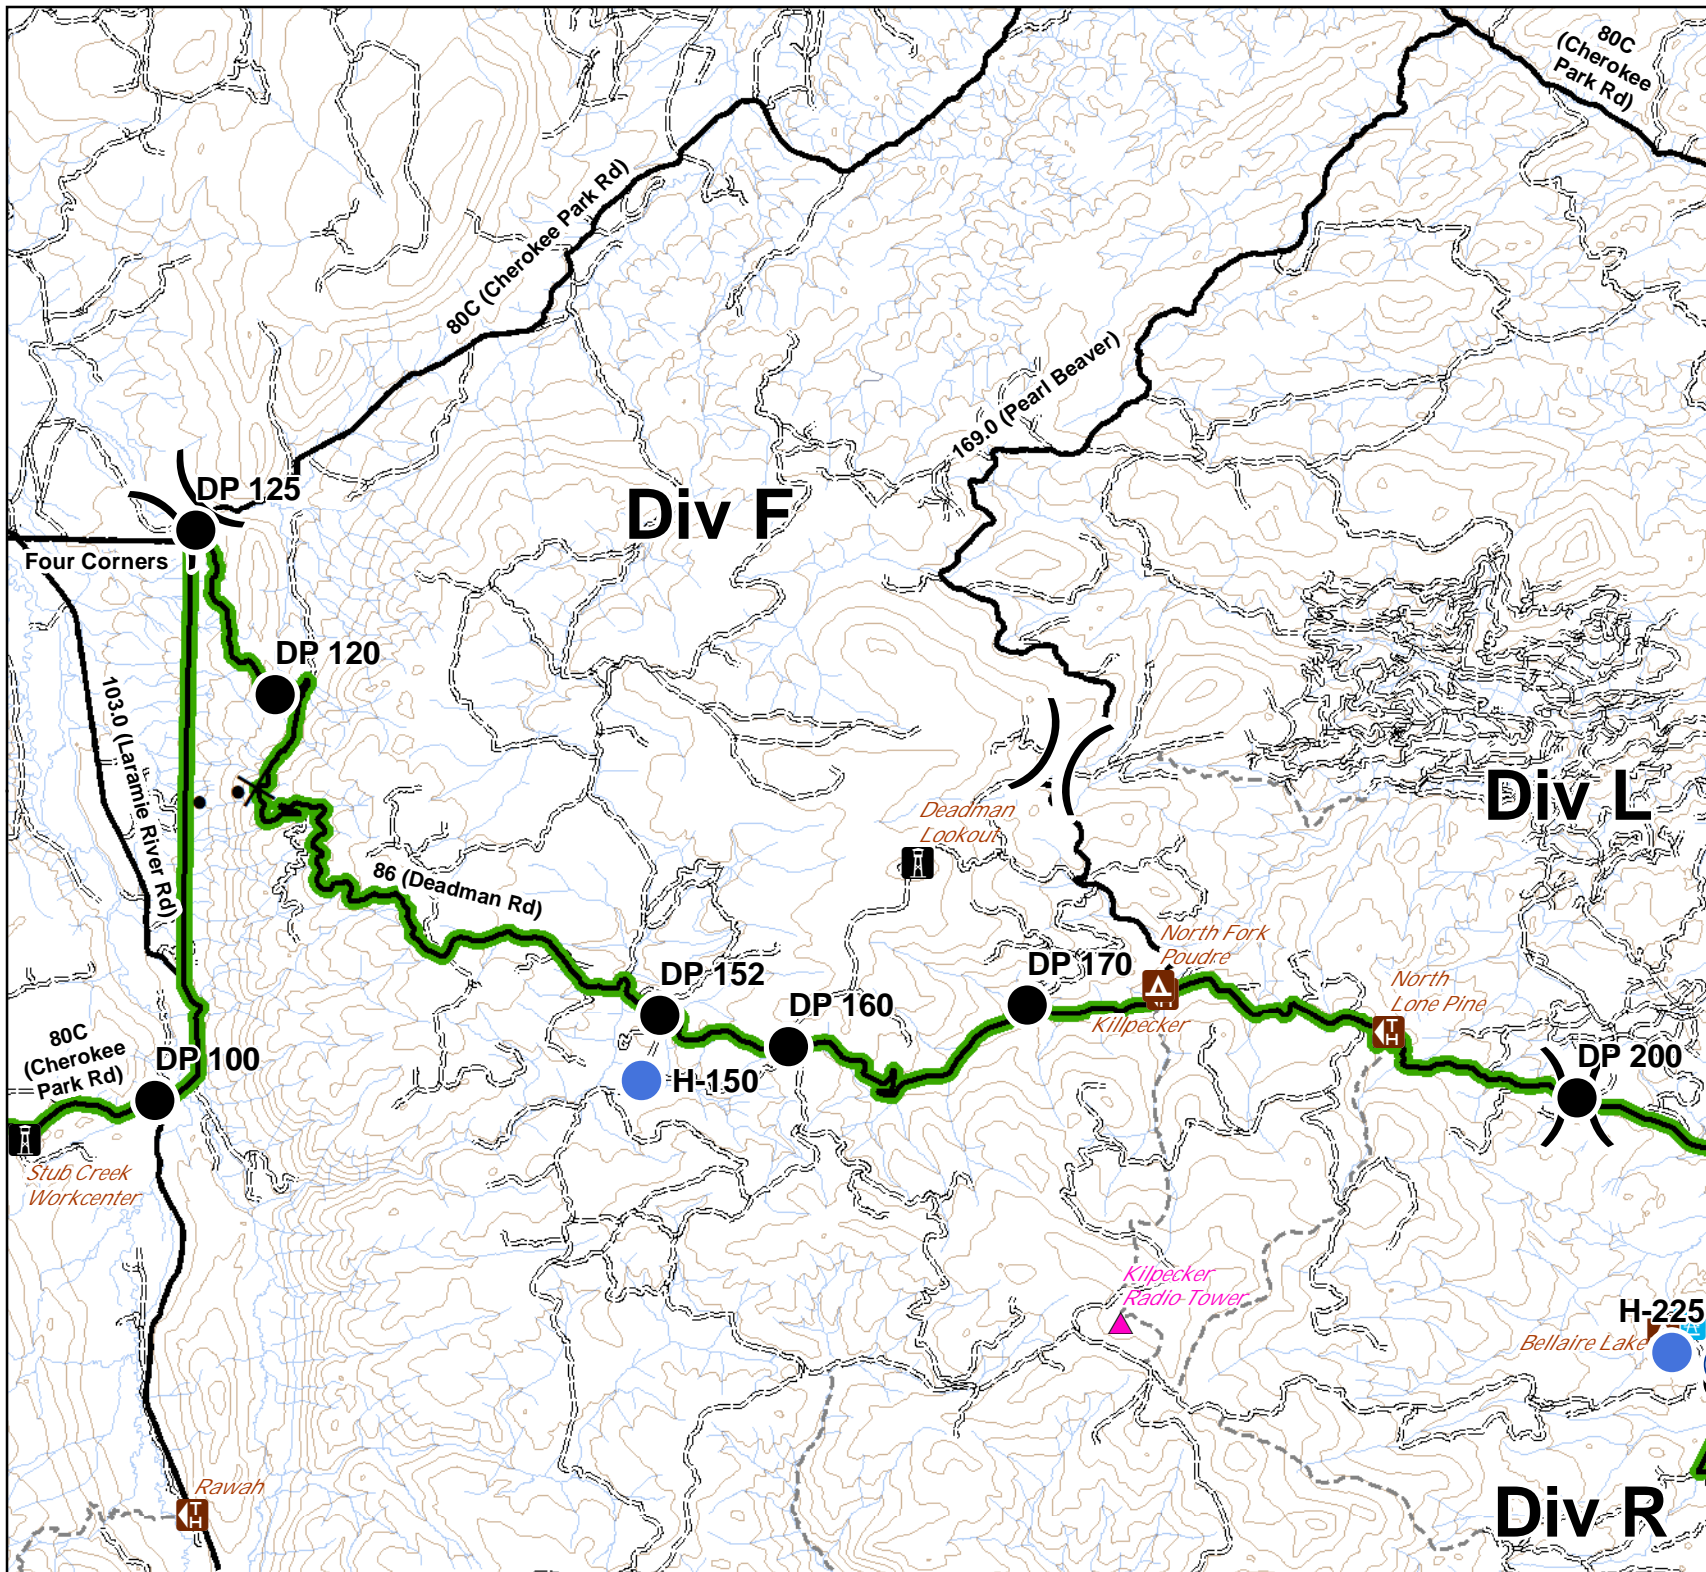 80C
(Cherokee
Park Rd)
80C (Cherokee Park Rd)
169.0 (Pearl Beaver)
DP 125
Div F
Four Corners
DP 120
103.0 (Laramie River Rd)
Div L
Deadman
Lookout
86 (Deadman Rd)
North Fork
Poudre
DP 170
DP 152
North
Lone Pine
DP 160
Killpecker
80C
(Cherokee
Park Rd)
DP 100
DP 200
H-150
Stub Creek
Workcenter
Kilpecker
Radio Tower
H-225
Bellaire Lake
Rawah
TH
TH
Div R